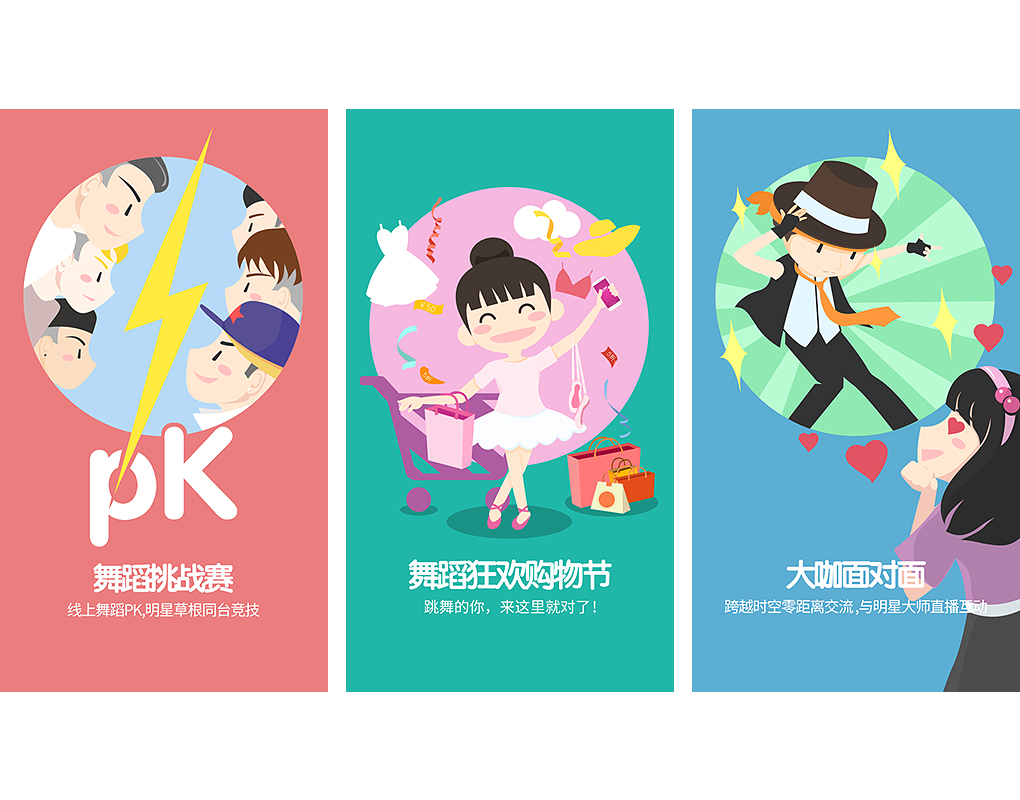 pK
舞蹈挑战赛
线上舞蹈PK,明星草根同台竞技
舞蹈狂欢购物节
跳舞的你，来这里就对了！
大咖面对面
跨越时空零距离交流,与明星大师直播互动